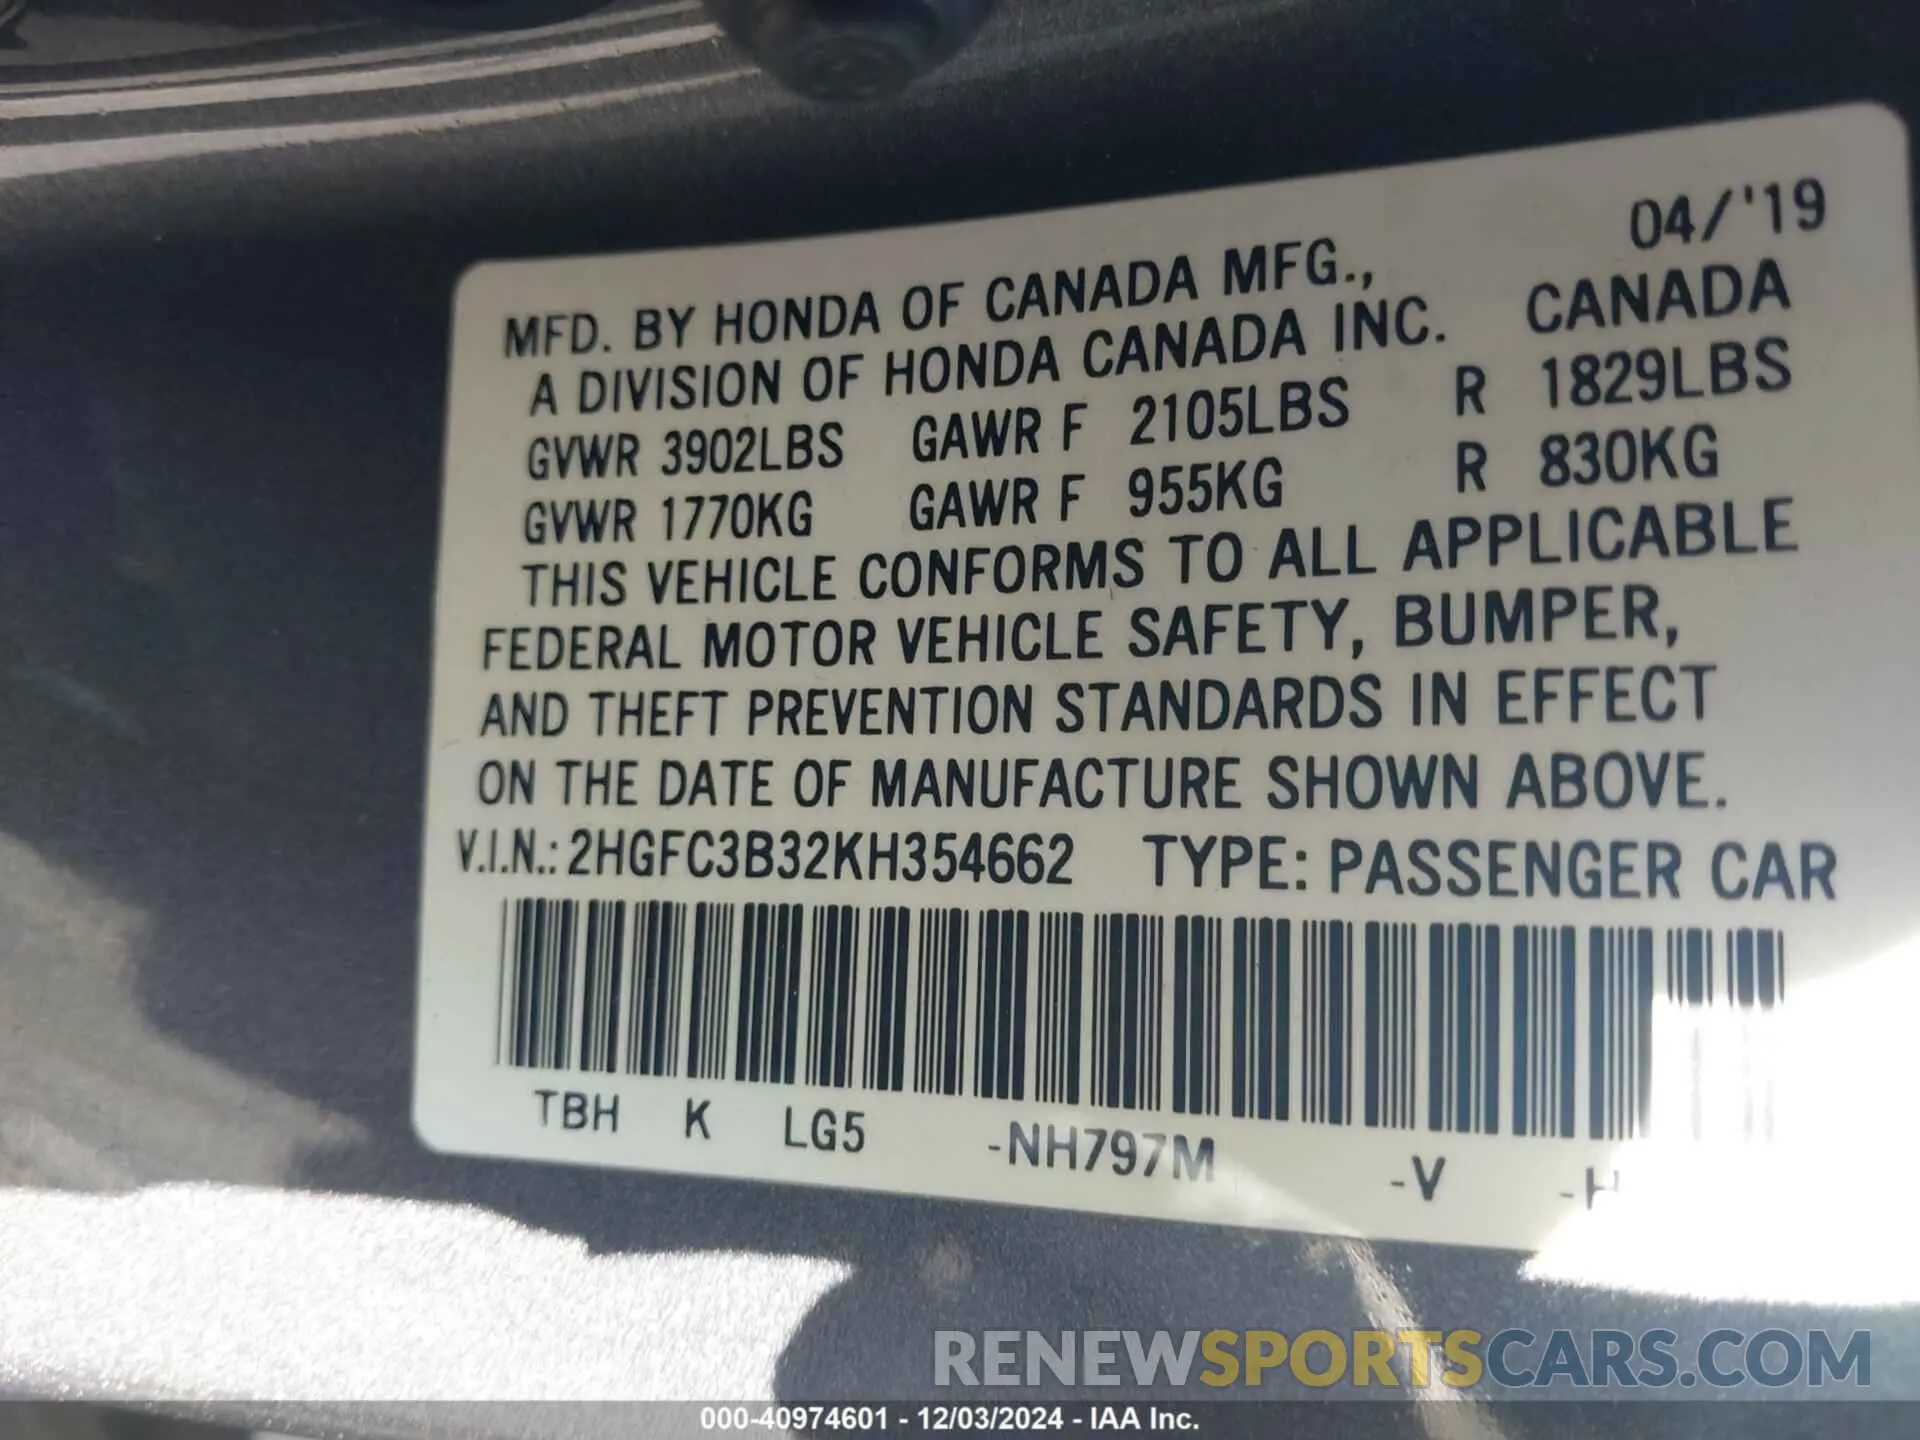 04/'19
MFD. BY HONDA OF CANADA MFG.,
A DIVISION OF HONDA CANADA INC. CANADA
GVWR 3902LBS GAWR F 2105LBS R 1829LBS
GVWR 1770KG GAWR F 955KG R 830KG
THIS VEHICLE CONFORMS TO ALL APPLICABLE
FEDERAL MOTOR VEHICLE SAFETY, BUMPER,
AND THEFT PREVENTION STANDARDS IN EFFECT
ON THE DATE OF MANUFACTURE SHOWN ABOVE.
V.I.N.: 2HGFC3B32KH354662 TYPE: PASSENGER CAR
TBH K LG5 -NH797M -V
RENEWSPORTSCARS.COM
000-40974601 - 12/03/2024 - IAA Inc.